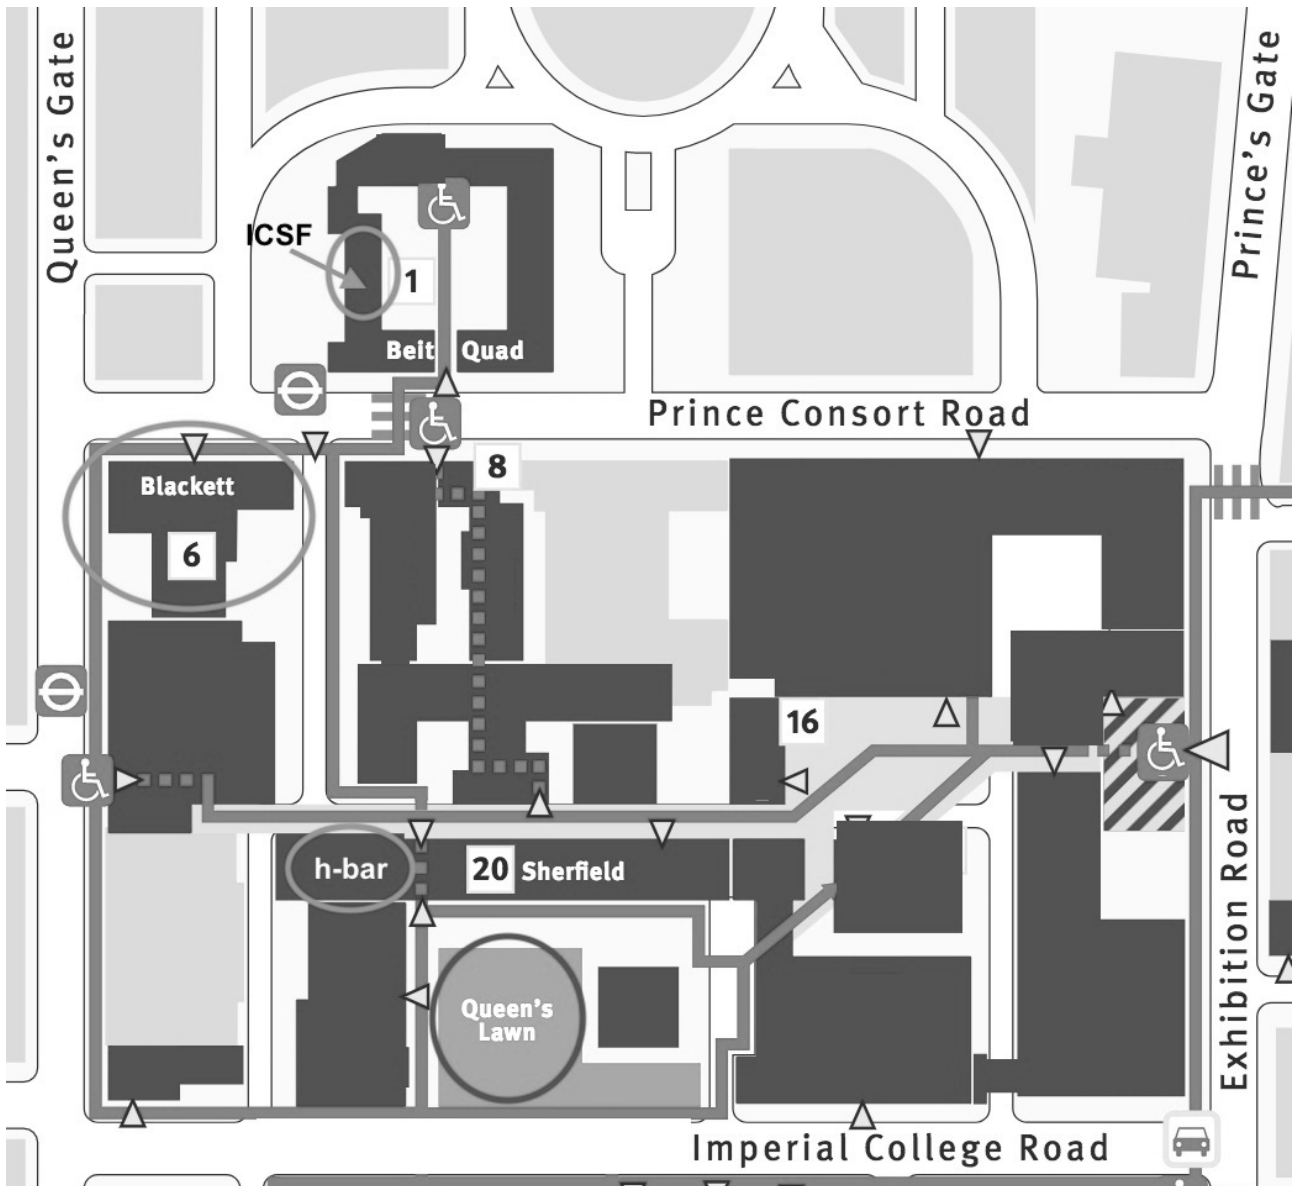 Queen's Gate
Prince's Gate
ICSF
1
Beit Quad
Prince Consort Road
8
Blackett
6
16
h-bar
20 Sherfield
Queen's
Lawn
Exhibition Road
Imperial College Road